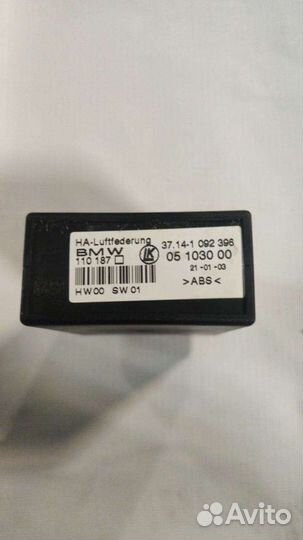 HA-Luftfederung 37.14-1 092 396
BMW LK 05 1030 00
110 187 21-01-03
HW00 SW01 >ABS<
Avito